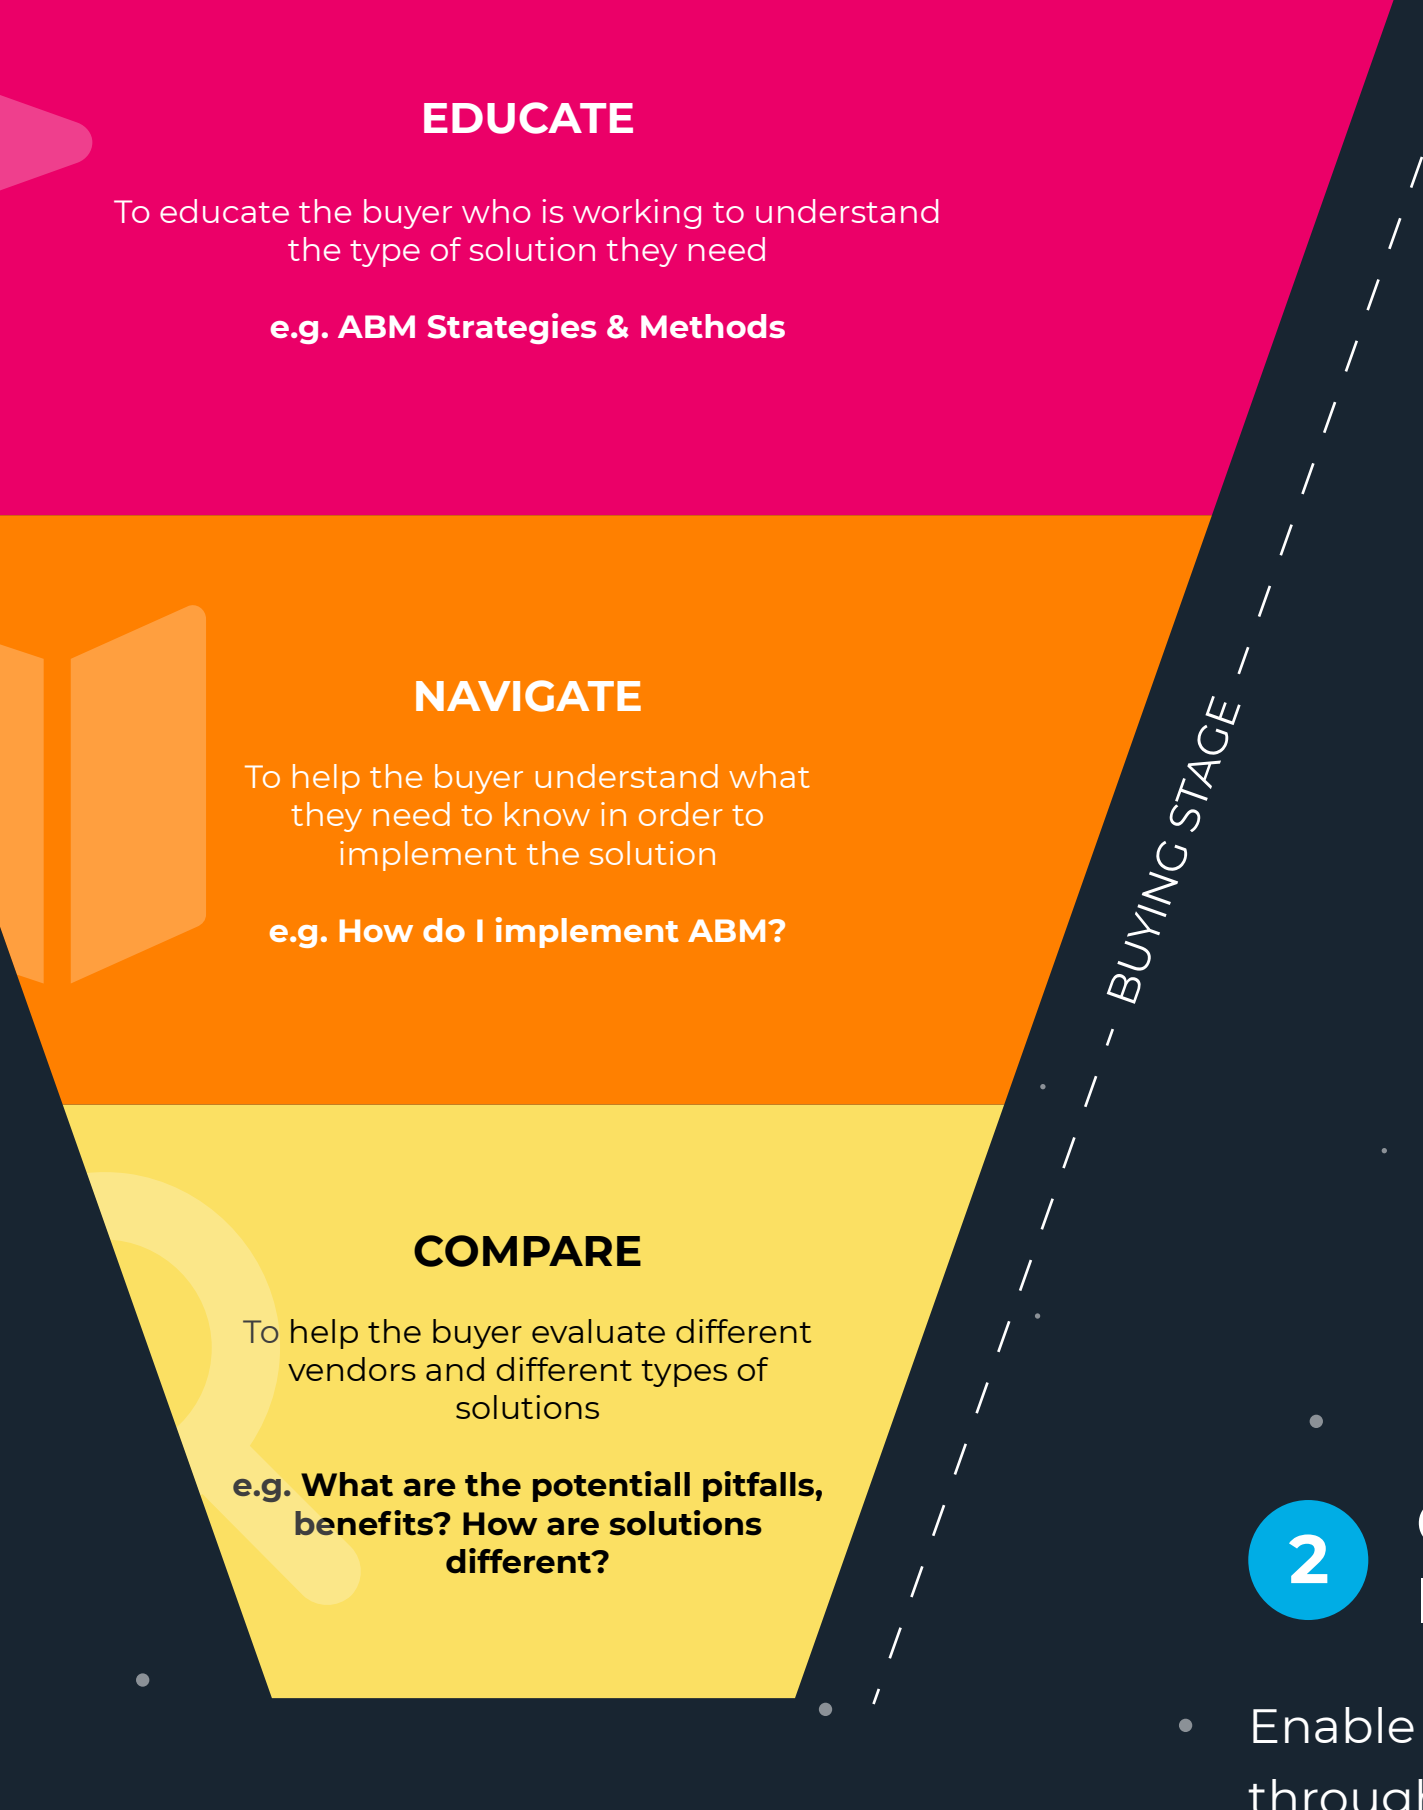 EDUCATE
To educate the buyer who is working to understand
the type of solution they need
e.g. ABM Strategies & Methods
NAVIGATE
To help the buyer understand what
they need to know in order to
implement the solution
e.g. How do I implement ABM?
BUYING STAGE
COMPARE
To help the buyer evaluate different
vendors and different types of
solutions
e.g. What are the potentiall pitfalls,
benefits? How are solutions
different?
2
Enable